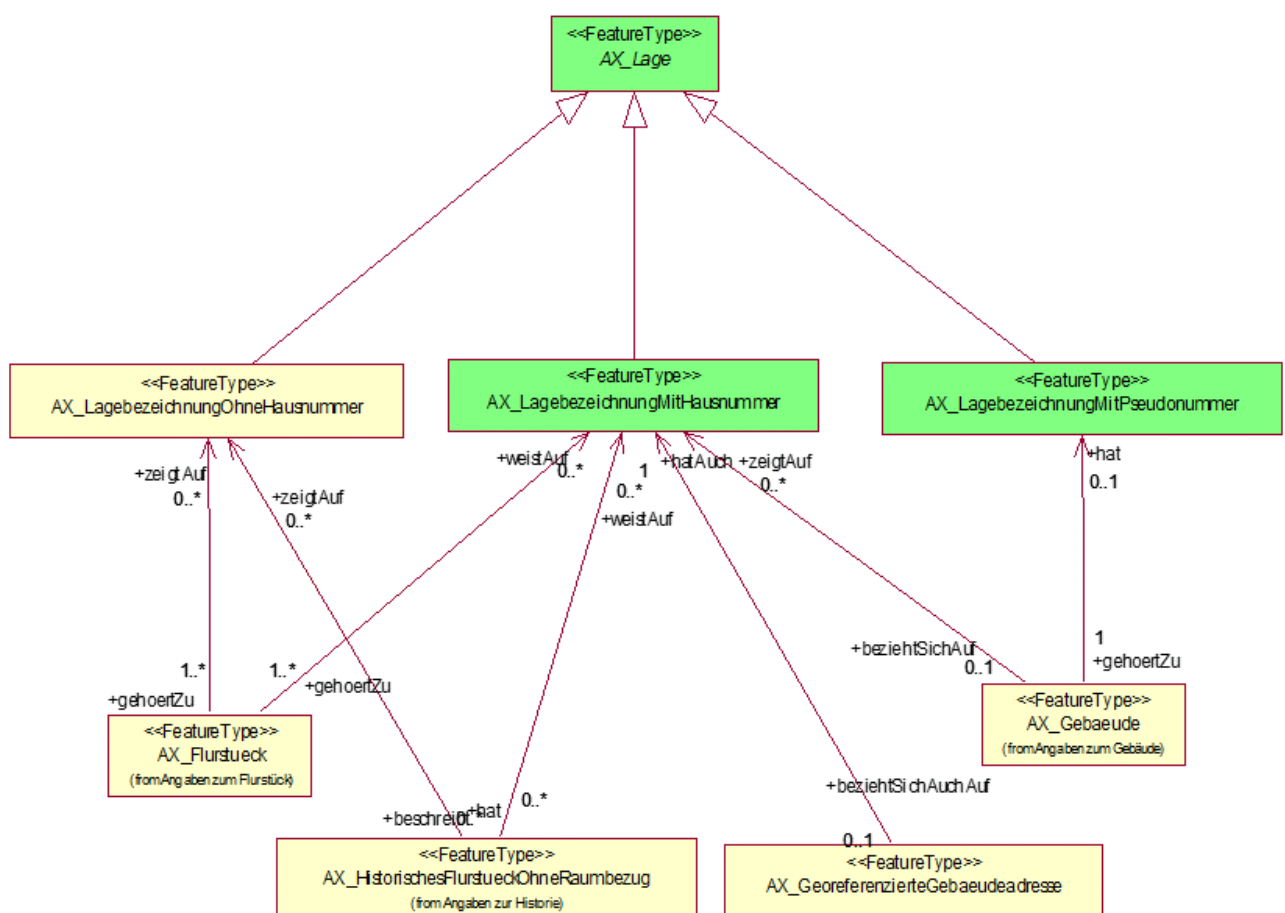 <<FeatureType>>
AX_Lage
<<FeatureType>>
AX_LagebezeichnungOhneHausnummer
<<FeatureType>>
AX_LagebezeichnungMitHausnummer
<<FeatureType>>
AX_LagebezeichnungMitPseudonummer
+zeigtAuf
0..*
+zeigtAuf
0..*
+weistAuf
0..*
1
0..*
+weistAuf
+hatAuch
+zeigtAuf
0..*
+hat
0..1
1..*
+gehoertZu
1..*
+gehoertZu
+beziehtSichAuf
0..1
1
+gehoertZu
<<FeatureType>>
AX_Flurstueck
(from Angaben zum Flurstück)
<<FeatureType>>
AX_Gebaeude
(from Angaben zum Gebäude)
+beschreibt
0..*
+hat
0..*
+beziehtSichAuchAuf
0..1
<<FeatureType>>
AX_HistorischesFlurstueckOhneRaumbezug
(from Angaben zur Historie)
<<FeatureType>>
AX_GeoreferenzierteGebaeudeadresse